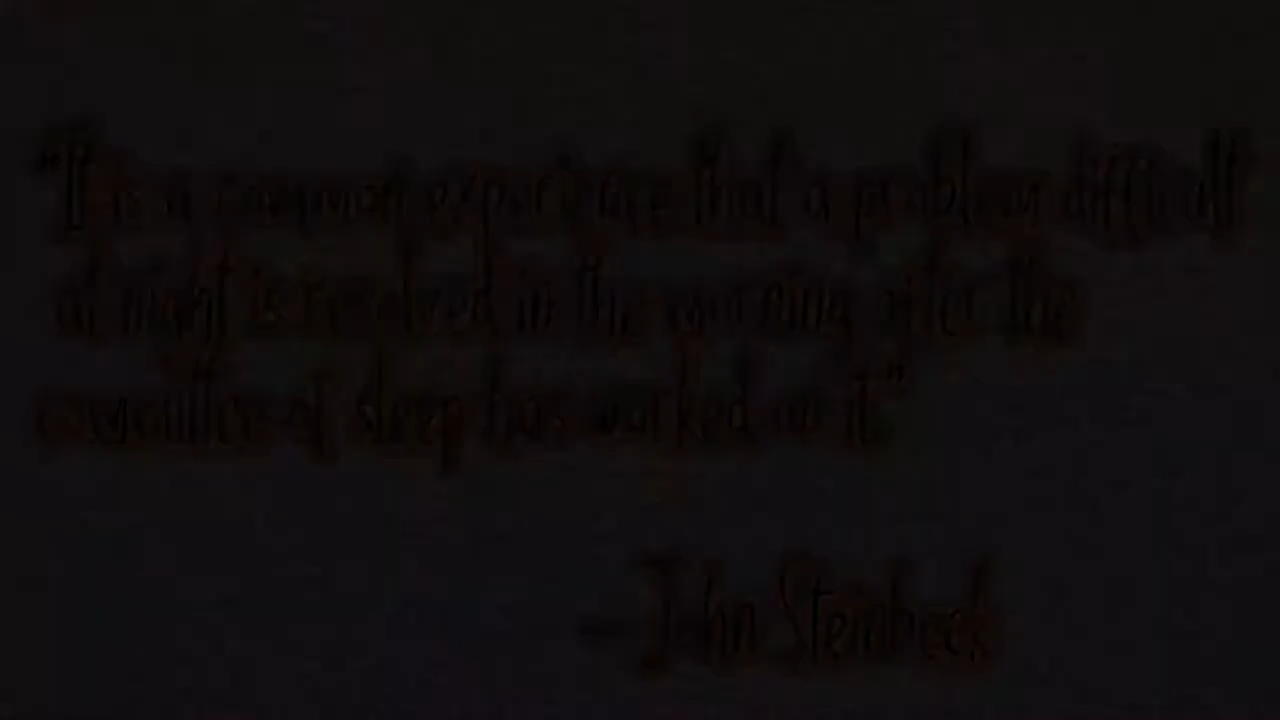 "It is a common experience that a problem difficult
at night is resolved in the morning after the
committee of sleep has worked on it."
– John Steinbeck